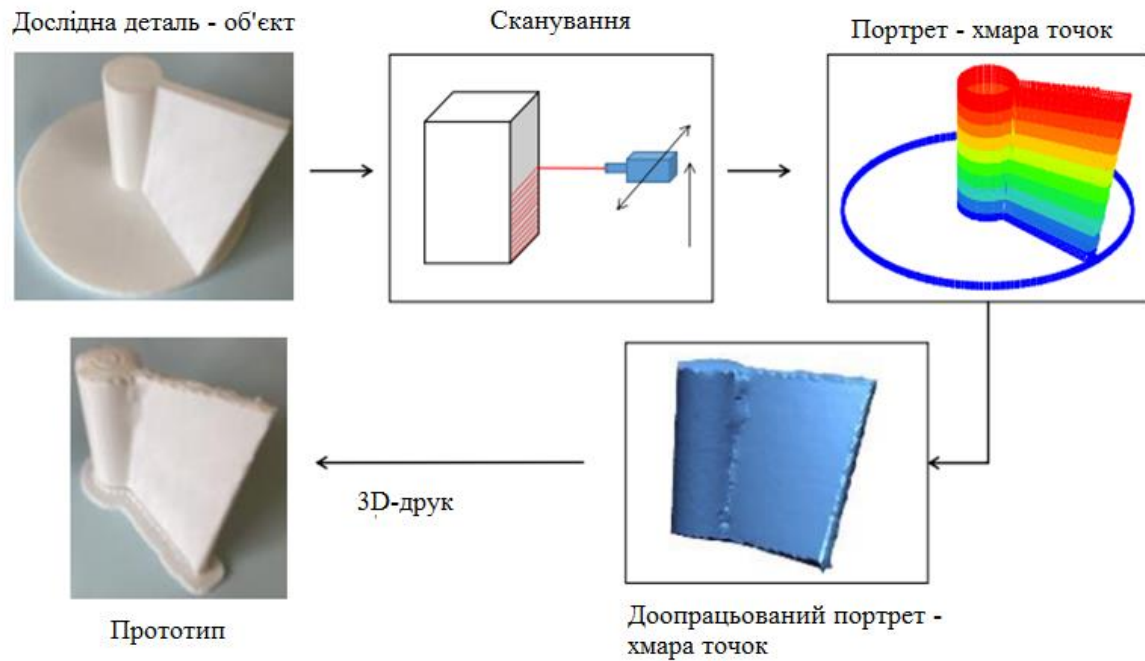 Дослідна деталь - об'єкт
Сканування
Портрет - хмара точок
3D-друк
Прототип
Доопрацьований портрет -
хмара точок